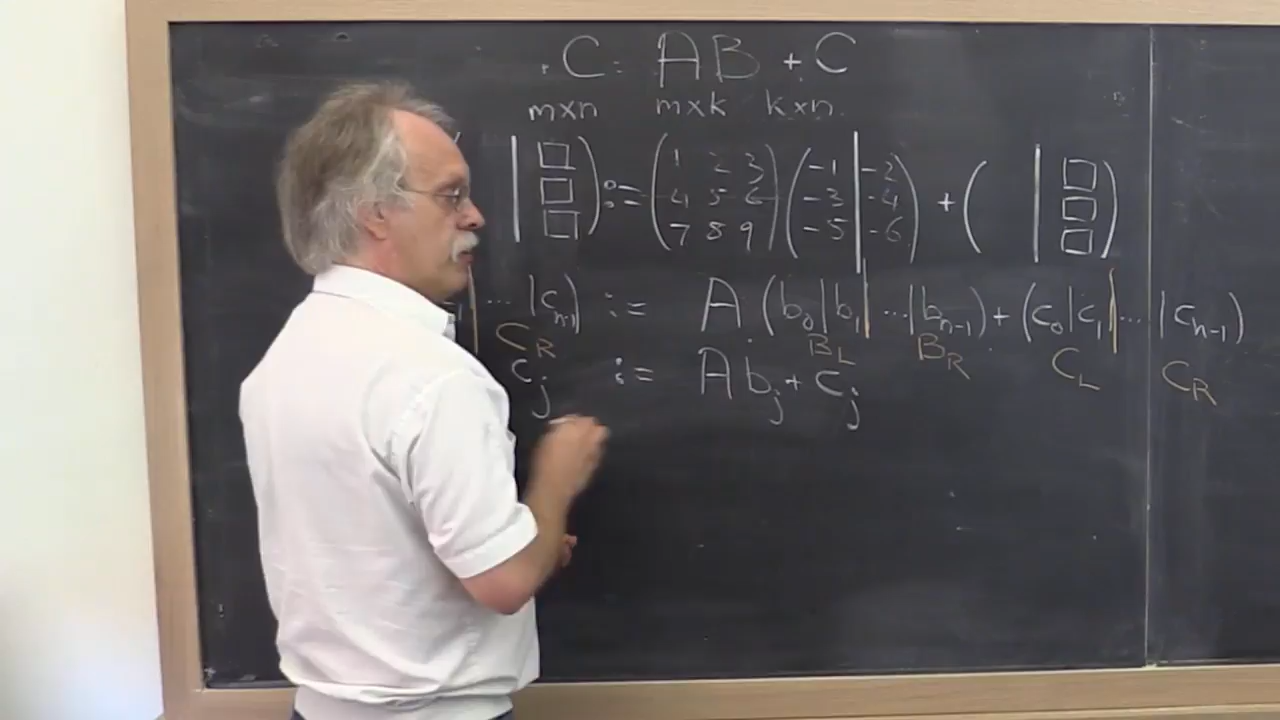 C = AB + C
m×n m×k k×n
| □ □ □ ) := ( 1 2 3 4 5 6 7 8 9 ) ( -1 | -2 -3 | -4 -5 | -6 ) + ( | □ □ □ )
... | c_{n-1} ) := A ( b_0 | b_1 | ... | b_{n-1} ) + ( c_0 | c_1 | ... | c_{n-1} )
C_R B_L B_R C_L C_R
c_j := A b_j + c_j